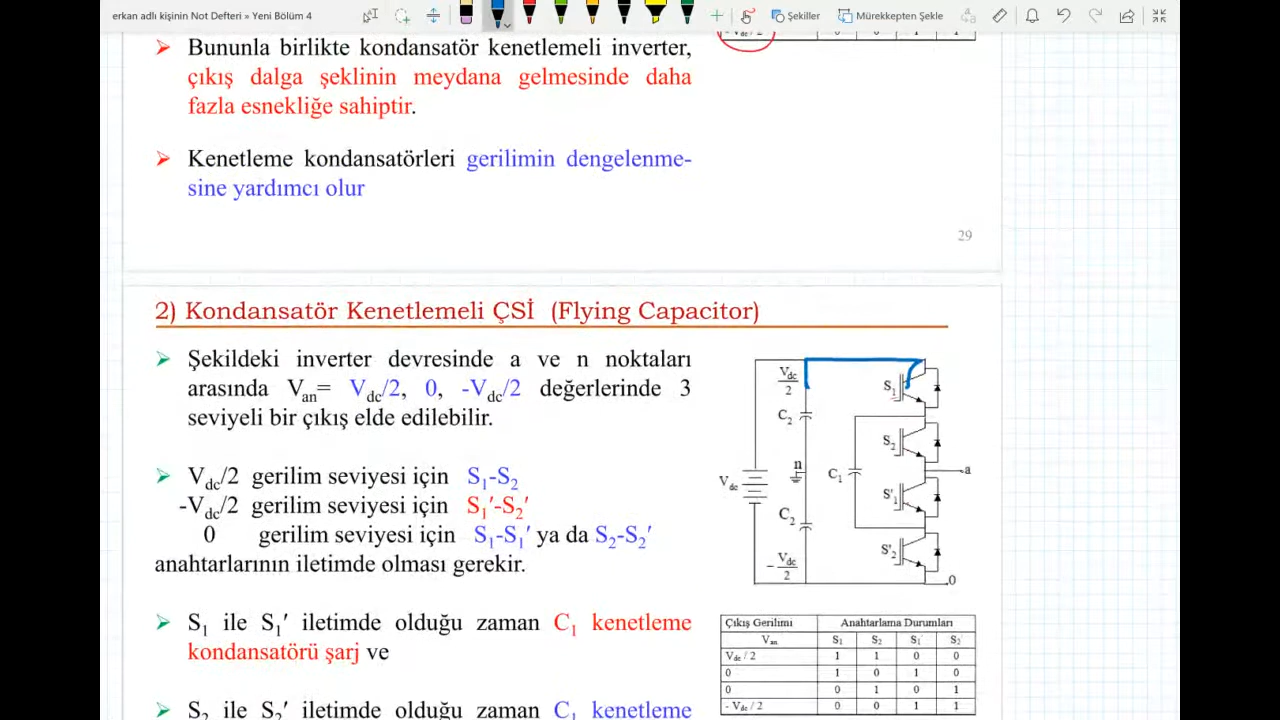 erkan adlı kişinin Not Defteri » Yeni Bölüm 4
Şekiller
Mürekkepten Şekle
➢ Bununla birlikte kondansatör kenetlemeli inverter,
çıkış dalga şeklinin meydana gelmesinde daha
fazla esnekliğe sahiptir.
➢ Kenetleme kondansatörleri gerilimin dengelenme-
sine yardımcı olur
29
2) Kondansatör Kenetlemeli ÇSİ (Flying Capacitor)
➢ Şekildeki inverter devresinde a ve n noktaları
arasında Van= Vdc/2, 0, -Vdc/2 değerlerinde 3
seviyeli bir çıkış elde edilebilir.
➢ Vdc/2 gerilim seviyesi için S1-S2
-Vdc/2 gerilim seviyesi için S1′-S2′
0 gerilim seviyesi için S1-S1′ ya da S2-S2′
anahtarlarının iletimde olması gerekir.
➢ S1 ile S1′ iletimde olduğu zaman C1 kenetleme
kondansatörü şarj ve
➢ S2 ile S2′ iletimde olduğu zaman C1 kenetleme
Vdc
2
S1
C2
S2
n
a
C1
Vdc
S'1
C2
S'2
- Vdc
2
0
Çıkış Gerilimi Anahtarlama Durumları
Van S1 S2 S1 S2
Vdc / 2 1 1 0 0
0 1 0 1 0
0 0 1 0 1
- Vdc / 2 0 0 1 1